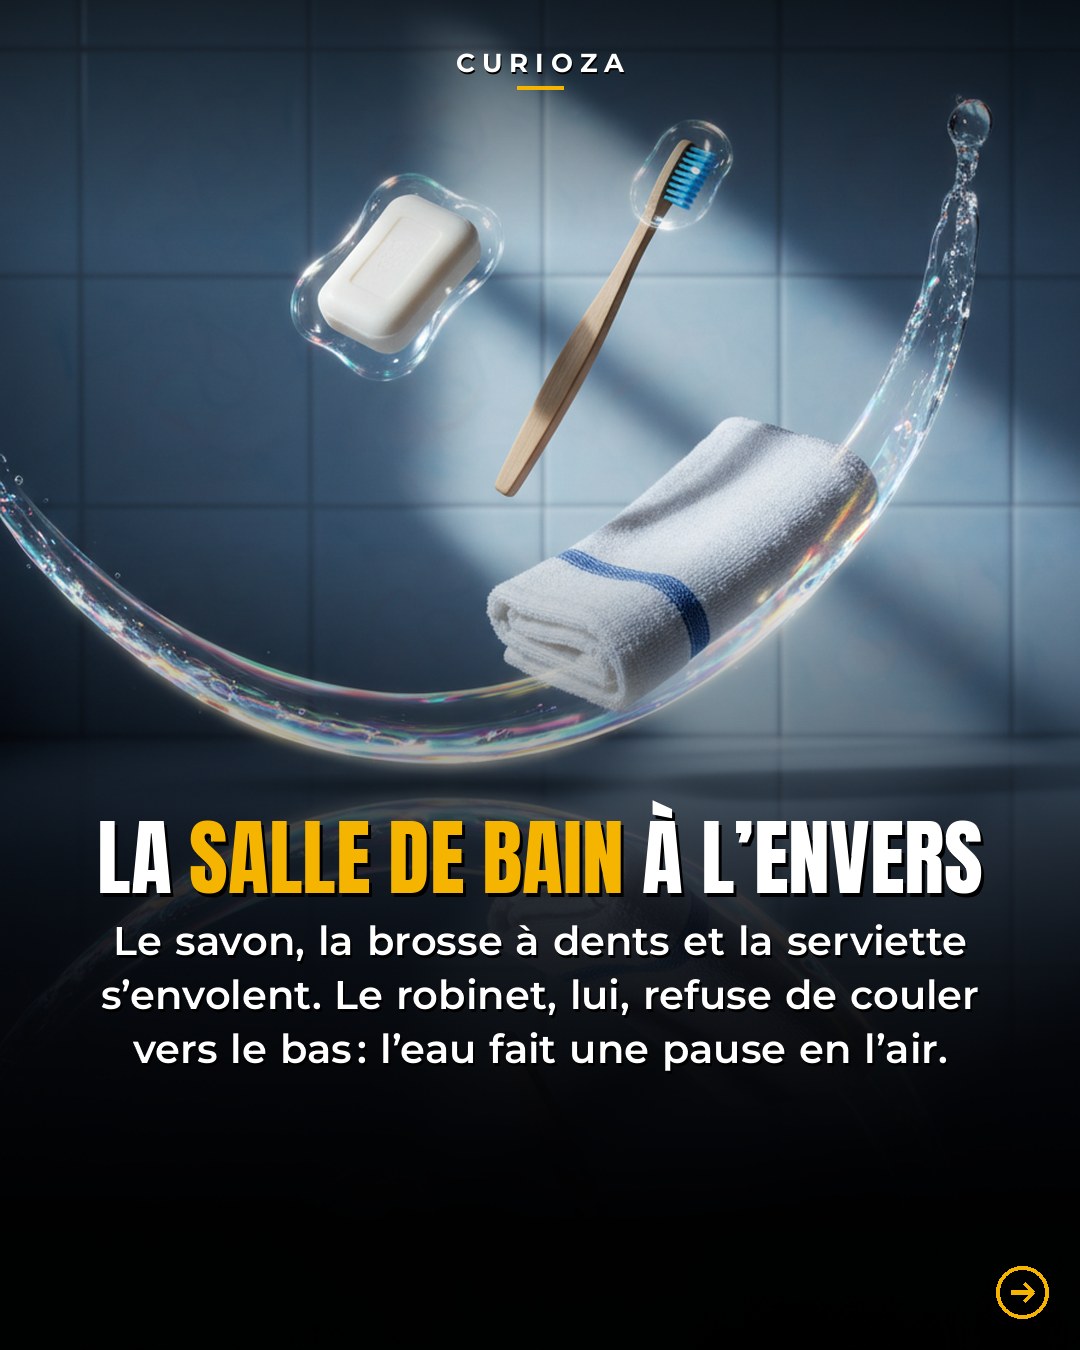 CURIOZA
LA SALLE DE BAIN À L’ENVERS
Le savon, la brosse à dents et la serviette
s’envolent. Le robinet, lui, refuse de couler
vers le bas : l’eau fait une pause en l’air.